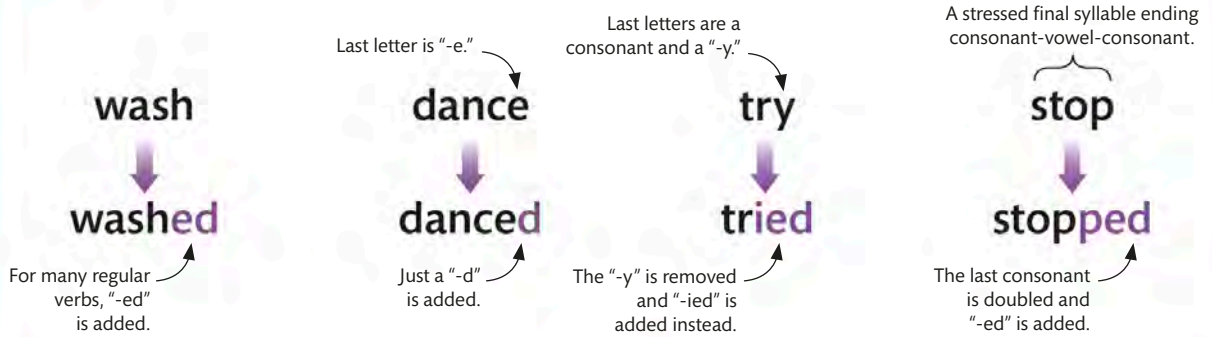 wash
washed
For many regular
verbs, “-ed”
is added.
Last letter is “-e.”
dance
danced
Just a “-d”
is added.
Last letters are a
consonant and a “-y.”
try
tried
The “-y” is removed
and “-ied” is
added instead.
A stressed final syllable ending
consonant-vowel-consonant.
stop
stopped
The last consonant
is doubled and
“-ed” is added.